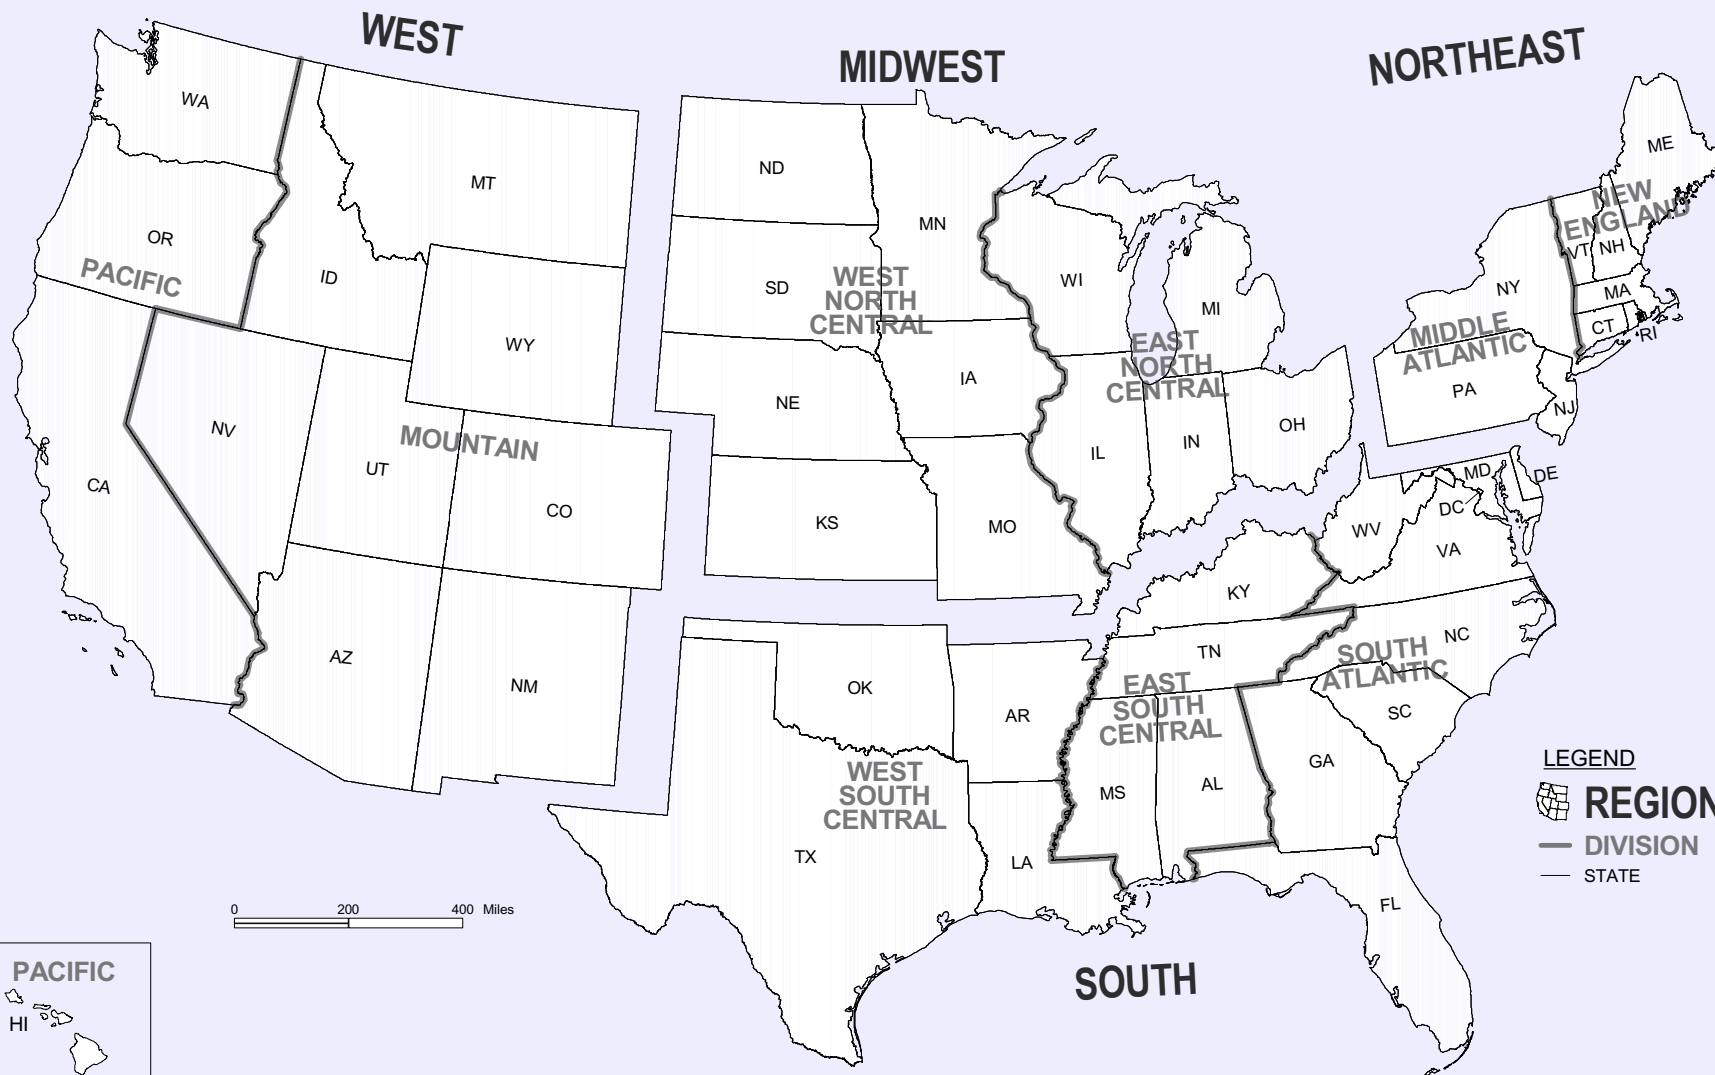 WEST
MIDWEST
NORTHEAST
WA
OR
PACIFIC
CA
ID
MT
WY
NV
UT
MOUNTAIN
CO
AZ
NM
ND
SD
MN
WEST
NORTH
CENTRAL
NE
IA
KS
MO
WI
MI
EAST
NORTH
CENTRAL
IL
IN
OH
ME
NEW
ENGLAND
VT
NH
MA
CT
RI
NY
MIDDLE
ATLANTIC
PA
NJ
MD
DE
DC
WV
VA
KY
TN
NC
SOUTH
ATLANTIC
SC
GA
EAST
SOUTH
CENTRAL
MS
AL
OK
AR
WEST
SOUTH
CENTRAL
TX
LA
FL
SOUTH
LEGEND
REGION
DIVISION
STATE
0 200 400 Miles
PACIFIC
HI